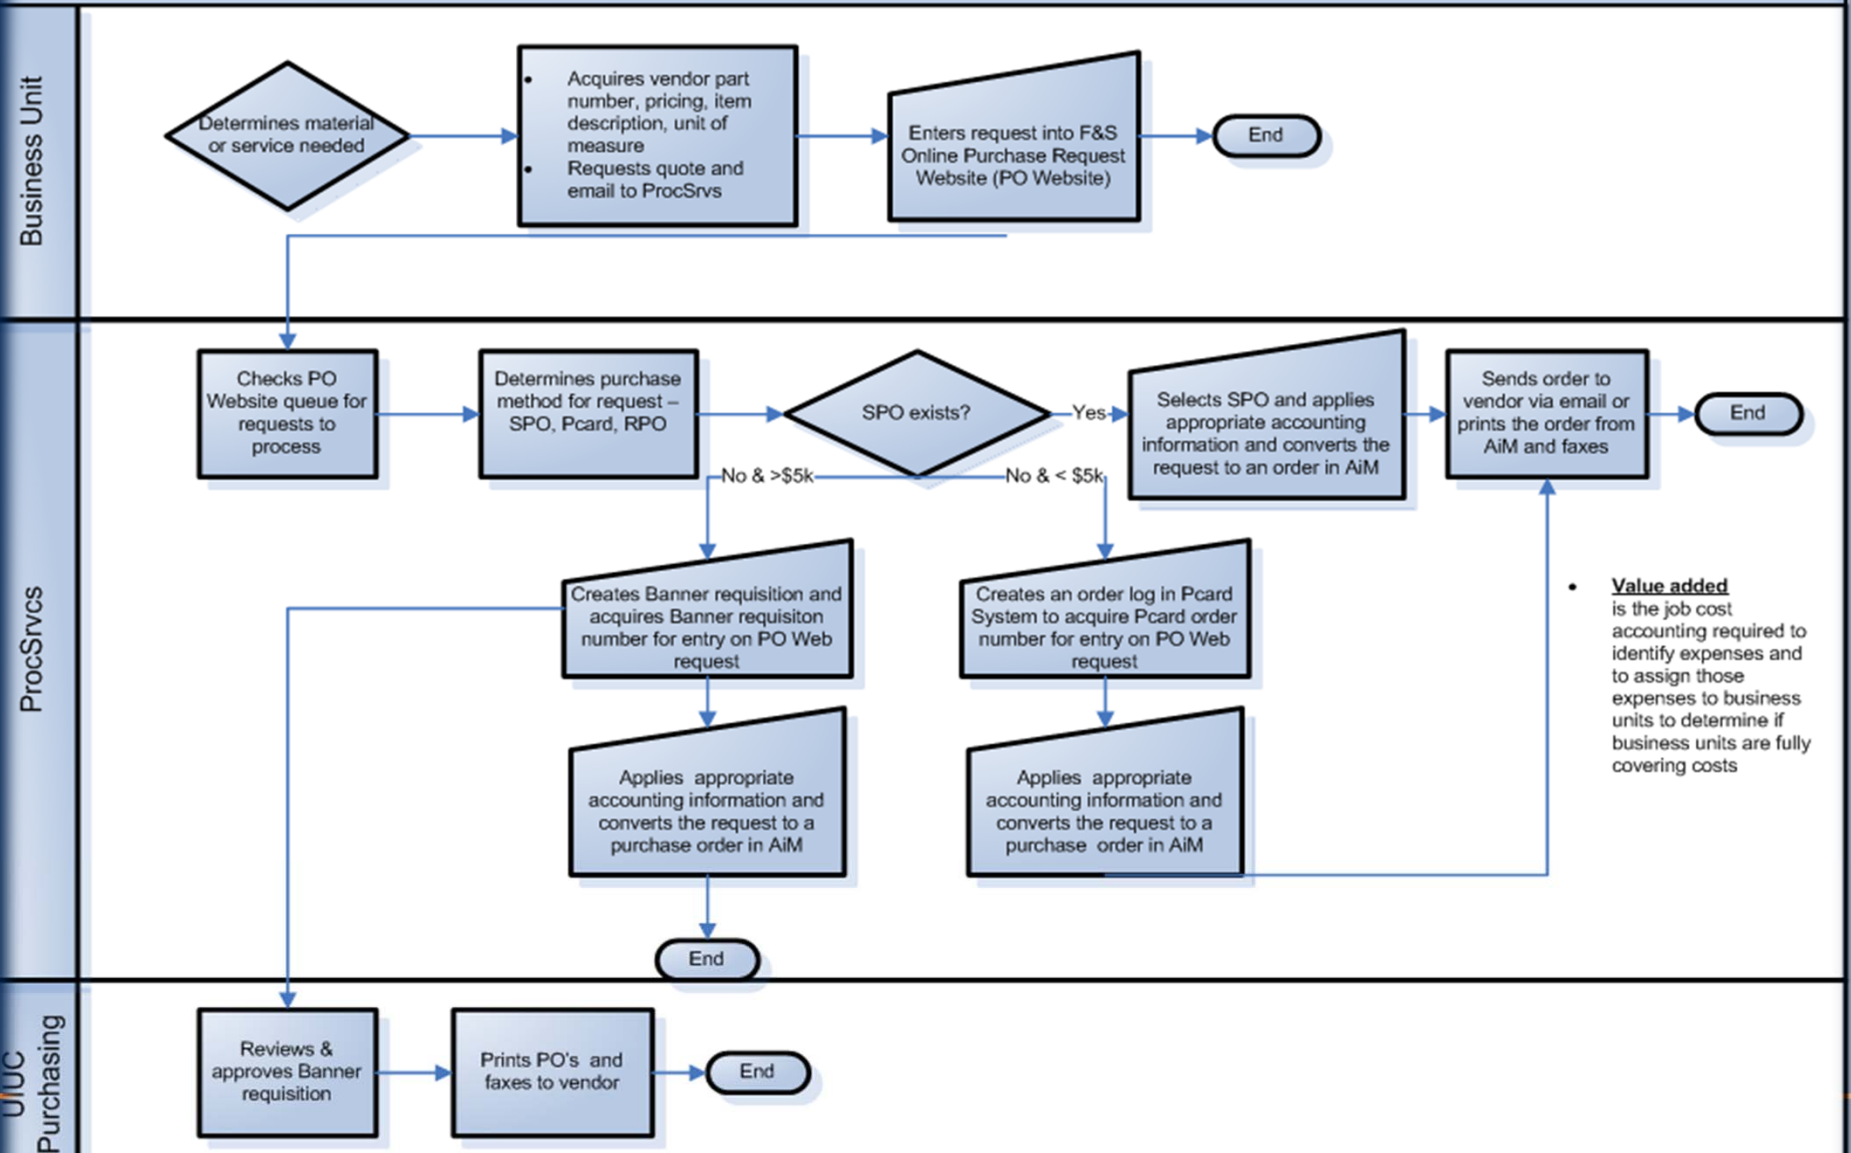 Business Unit
Determines material
or service needed
• Acquires vendor part
number, pricing, item
description, unit of
measure
• Requests quote and
email to ProcSrvs
Enters request into F&S
Online Purchase Request
Website (PO Website)
End
ProcSrvcs
Checks PO
Website queue for
requests to
process
Determines purchase
method for request –
SPO, Pcard, RPO
SPO exists?
Yes
Selects SPO and applies
appropriate accounting
information and converts the
request to an order in AiM
Sends order to
vendor via email or
prints the order from
AiM and faxes
End
No & >$5k
No & < $5k
Creates Banner requisition and
acquires Banner requisiton
number for entry on PO Web
request
Creates an order log in Pcard
System to acquire Pcard order
number for entry on PO Web
request
• Value added
is the job cost
accounting required to
identify expenses and
to assign those
expenses to business
units to determine if
business units are fully
covering costs
Applies appropriate
accounting information and
converts the request to a
purchase order in AiM
Applies appropriate
accounting information and
converts the request to a
purchase order in AiM
End
UIUC
Purchasing
Reviews &
approves Banner
requisition
Prints PO's and
faxes to vendor
End